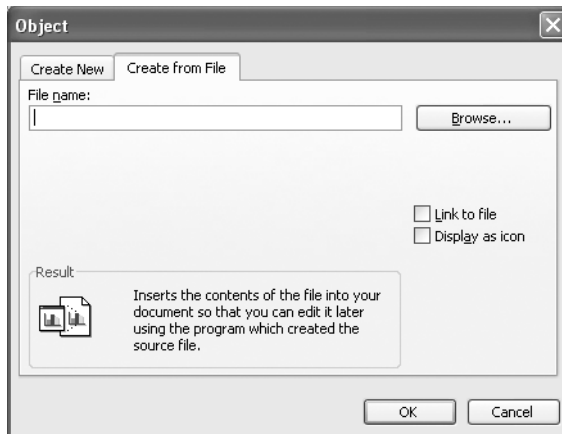 Object
Create New
Create from File
File name:
Browse...
Link to file
Display as icon
Result
Inserts the contents of the file into your
document so that you can edit it later
using the program which created the
source file.
OK
Cancel